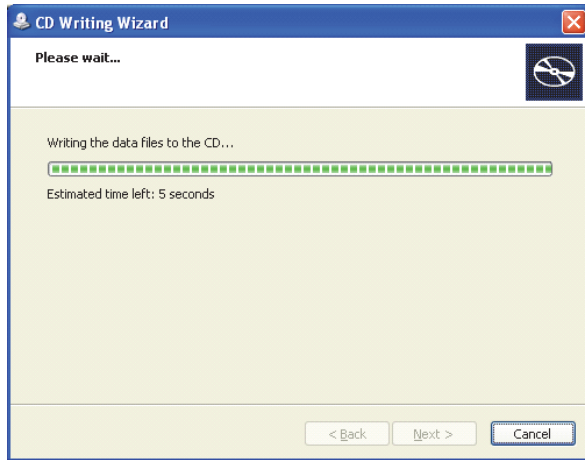 CD Writing Wizard
Please wait...
Writing the data files to the CD...
Estimated time left: 5 seconds
< Back Next > Cancel